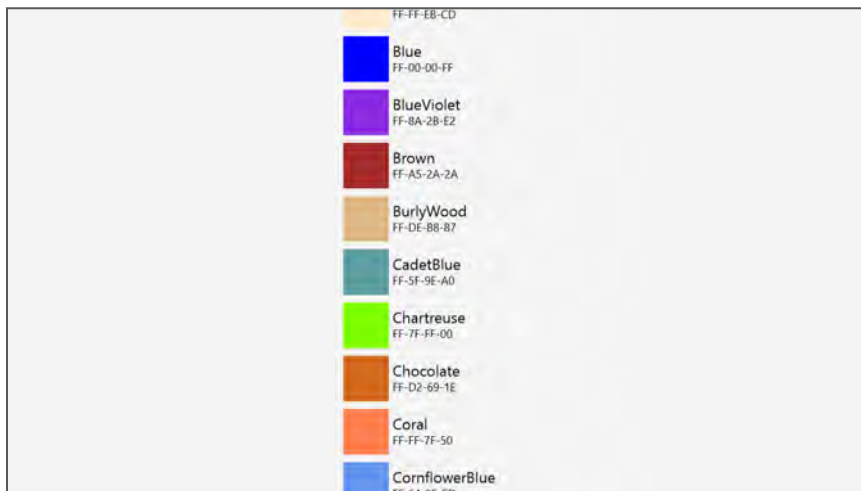 FF-FF-EB-CD
Blue
FF-00-00-FF
BlueViolet
FF-8A-2B-E2
Brown
FF-A5-2A-2A
BurlyWood
FF-DE-B8-87
CadetBlue
FF-5F-9E-A0
Chartreuse
FF-7F-FF-00
Chocolate
FF-D2-69-1E
Coral
FF-FF-7F-50
CornflowerBlue